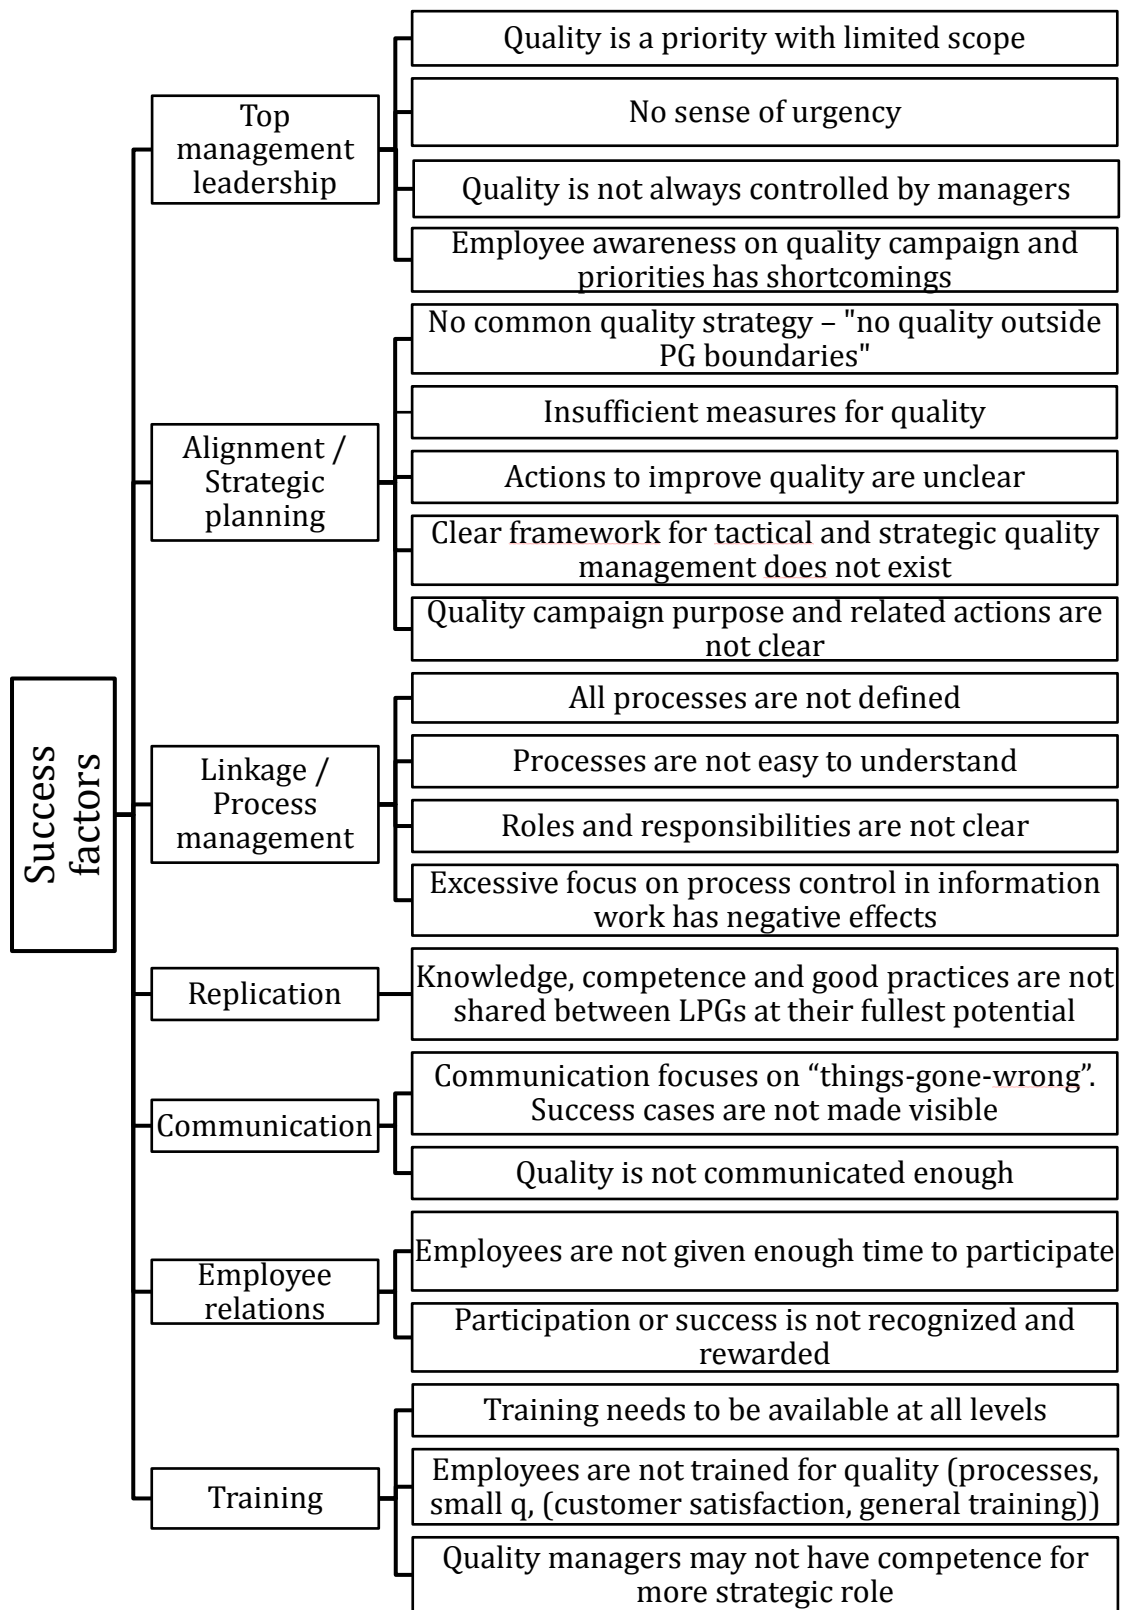 Success
factors
Top
management
leadership
Quality is a priority with limited scope
No sense of urgency
Quality is not always controlled by managers
Employee awareness on quality campaign and
priorities has shortcomings
Alignment /
Strategic
planning
No common quality strategy – "no quality outside
PG boundaries"
Insufficient measures for quality
Actions to improve quality are unclear
Clear framework for tactical and strategic quality
management does not exist
Quality campaign purpose and related actions are
not clear
Linkage /
Process
management
All processes are not defined
Processes are not easy to understand
Roles and responsibilities are not clear
Excessive focus on process control in information
work has negative effects
Replication
Knowledge, competence and good practices are not
shared between LPGs at their fullest potential
Communication
Communication focuses on “things-gone-wrong”.
Success cases are not made visible
Quality is not communicated enough
Employee
relations
Employees are not given enough time to participate
Participation or success is not recognized and
rewarded
Training
Training needs to be available at all levels
Employees are not trained for quality (processes,
small q, (customer satisfaction, general training))
Quality managers may not have competence for
more strategic role